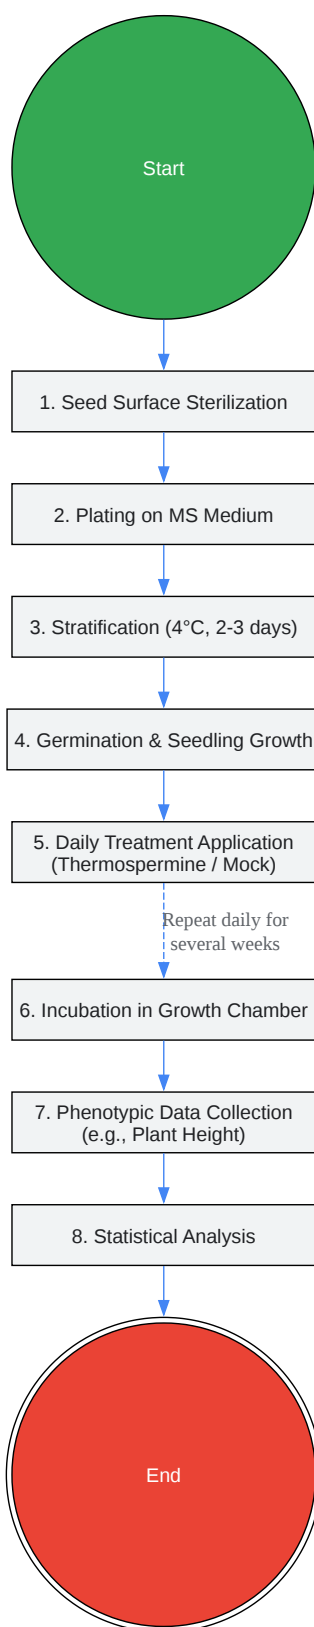 Start
1. Seed Surface Sterilization
2. Plating on MS Medium
3. Stratification (4°C, 2-3 days)
4. Germination & Seedling Growth
5. Daily Treatment Application
(Thermospermine / Mock)
Repeat daily for
several weeks
6. Incubation in Growth Chamber
7. Phenotypic Data Collection
(e.g., Plant Height)
8. Statistical Analysis
End